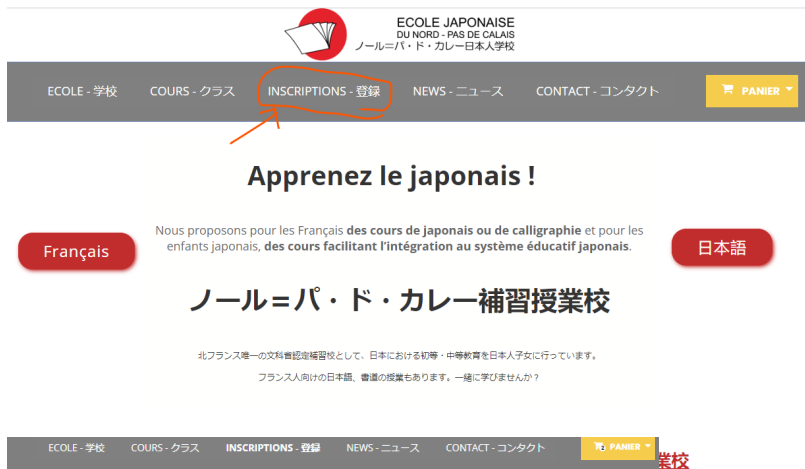 ECOLE JAPONAISE
DU NORD - PAS DE CALAIS
ノール=パ・ド・カレー日本人学校
ECOLE - 学校 COURS - クラス INSCRIPTIONS - 登録 NEWS - ニュース CONTACT - コンタクト PANIER
Apprenez le japonais !
Nous proposons pour les Français des cours de japonais ou de calligraphie et pour les
enfants japonais, des cours facilitant l’intégration au système éducatif japonais.
Français
日本語
ノール=パ・ド・カレー補習授業校
北フランス唯一の文科省認定補習校として、日本における初等・中等教育を日本人子女に行っています。
フランス人向けの日本語、書道の授業もあります。一緒に学びませんか？
ECOLE - 学校 COURS - クラス INSCRIPTIONS - 登録 NEWS - ニュース CONTACT - コンタクト PANIER
業校